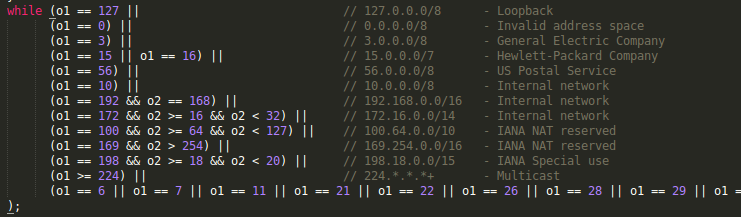 while (o1 == 127 || // 127.0.0.0/8 - Loopback
(o1 == 0) || // 0.0.0.0/8 - Invalid address space
(o1 == 3) || // 3.0.0.0/8 - General Electric Company
(o1 == 15 || o1 == 16) || // 15.0.0.0/7 - Hewlett-Packard Company
(o1 == 56) || // 56.0.0.0/8 - US Postal Service
(o1 == 10) || // 10.0.0.0/8 - Internal network
(o1 == 192 && o2 == 168) || // 192.168.0.0/16 - Internal network
(o1 == 172 && o2 >= 16 && o2 < 32) || // 172.16.0.0/14 - Internal network
(o1 == 100 && o2 >= 64 && o2 < 127) || // 100.64.0.0/10 - IANA NAT reserved
(o1 == 169 && o2 > 254) || // 169.254.0.0/16 - IANA NAT reserved
(o1 == 198 && o2 >= 18 && o2 < 20) || // 198.18.0.0/15 - IANA Special use
(o1 >= 224) || // 224.*.*.*+ - Multicast
(o1 == 6 || o1 == 7 || o1 == 11 || o1 == 21 || o1 == 22 || o1 == 26 || o1 == 28 || o1 == 29 || o1 =
);